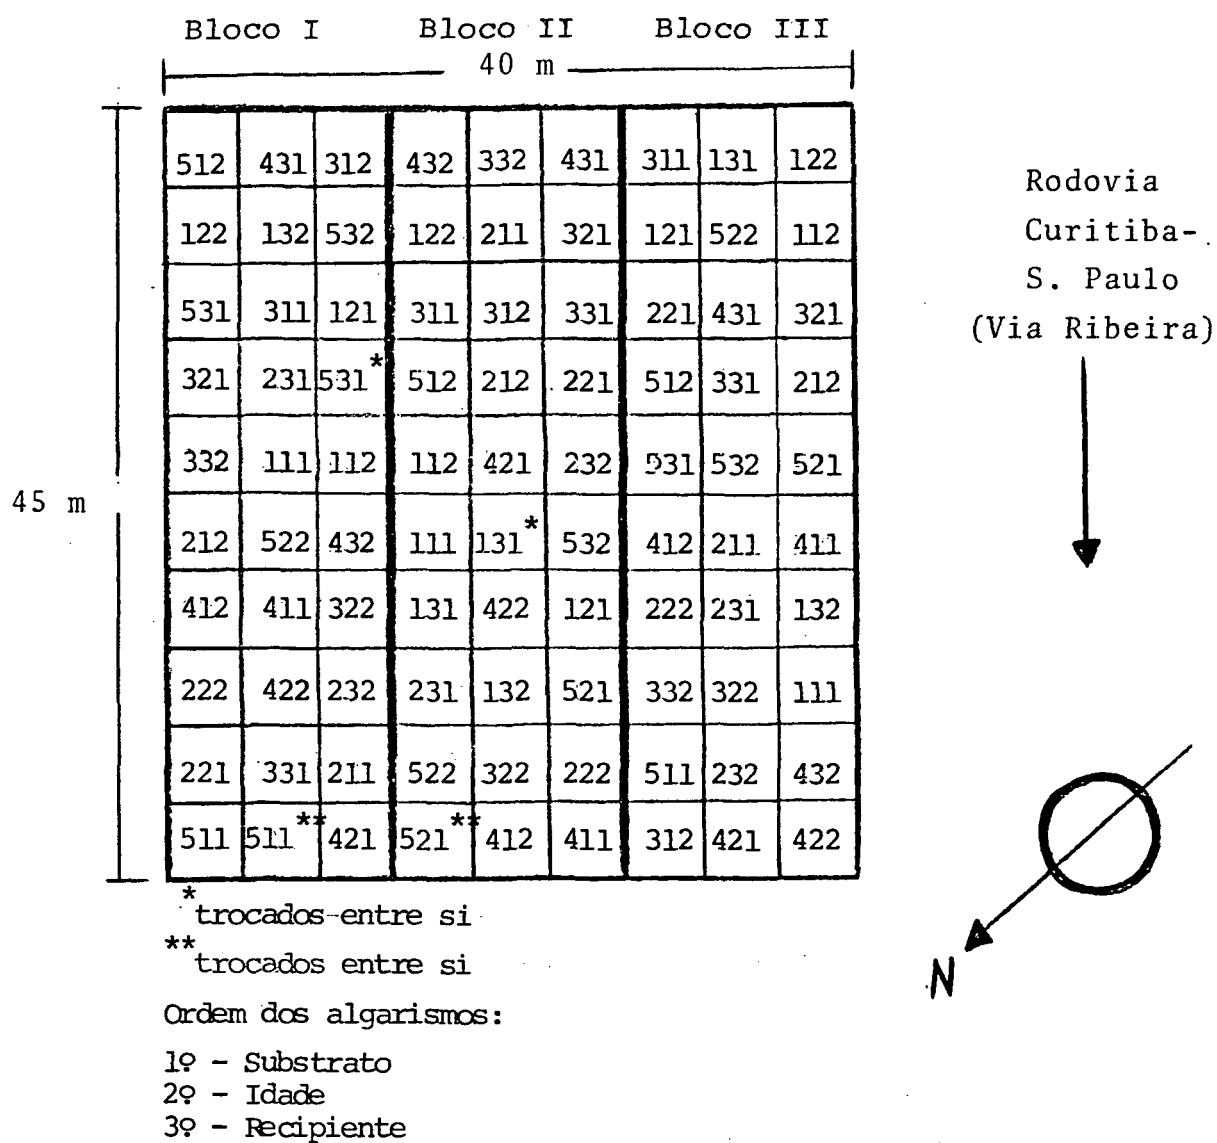 Bloco I Bloco II Bloco III
40 m
512 431 312 432 332 431 311 131 122
122 132 532 122 211 321 121 522 112
531 311 121 311 312 331 221 431 321
321 231 531* 512 212 221 512 331 212
332 111 112 112 421 232 531 532 521
212 522 432 111 131* 532 412 211 411
412 411 322 131 422 121 222 231 132
222 422 232 231 132 521 332 322 111
221 331 211 522 322 222 511 232 432
511 511** 421 521** 412 411 312 421 422
45 m
Rodovia
Curitiba-
S. Paulo
(Via Ribeira)
N
*trocados entre si
**trocados entre si
Ordem dos algarismos:
1º - Substrato
2º - Idade
3º - Recipiente